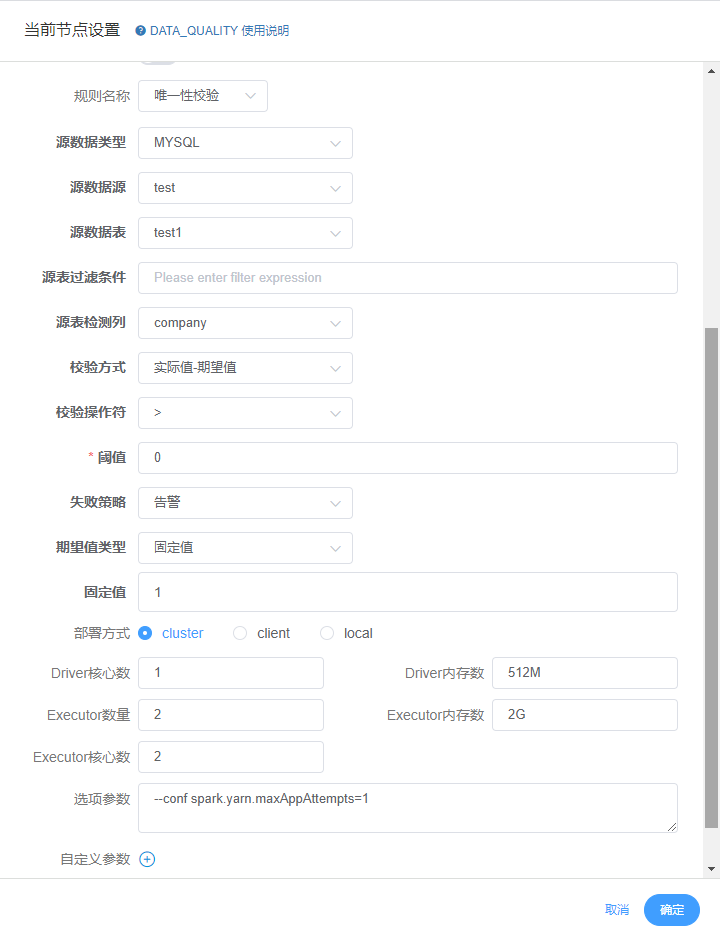 当前节点设置 DATA_QUALITY 使用说明
规则名称 唯一性校验
源数据类型 MYSQL
源数据源 test
源数据表 test1
源表过滤条件 Please enter filter expression
源表检测列 company
校验方式 实际值-期望值
校验操作符 >
* 阈值 0
失败策略 告警
期望值类型 固定值
固定值 1
部署方式 cluster client local
Driver核心数 1 Driver内存数 512M
Executor数量 2 Executor内存数 2G
Executor核心数 2
选项参数 --conf spark.yarn.maxAppAttempts=1
自定义参数
取消 确定